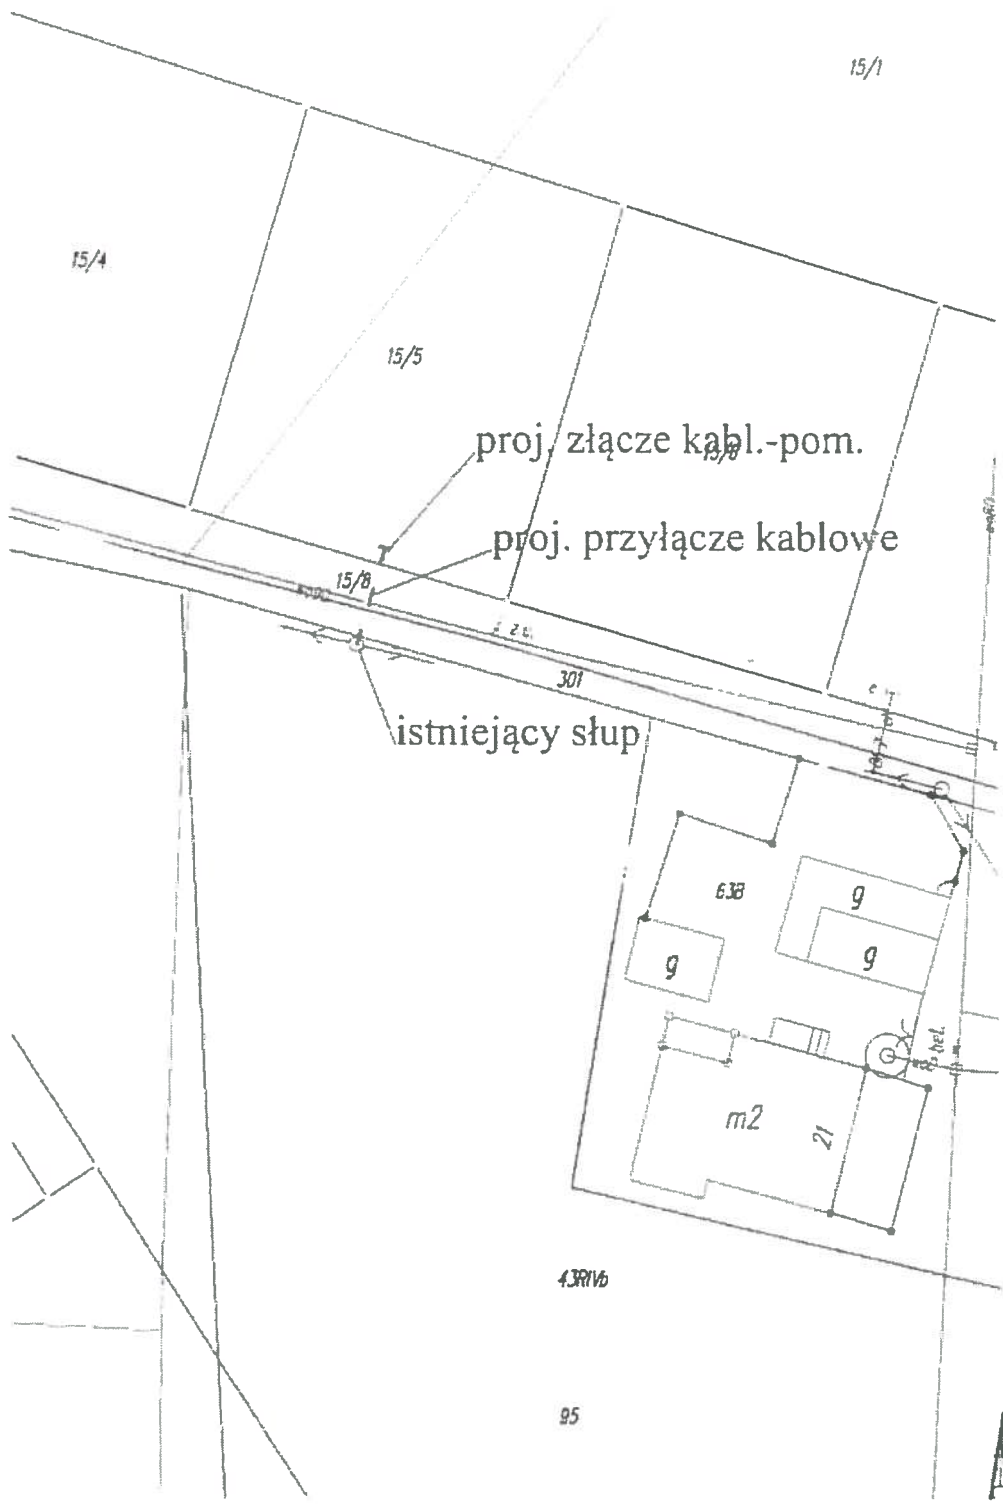 15/1
15/4
15/5
proj. złącze kabl.-pom.
proj. przyłącze kablowe
15/8
301
istniejący słup
63B
g
g
g
m2
21
43RIVb
95